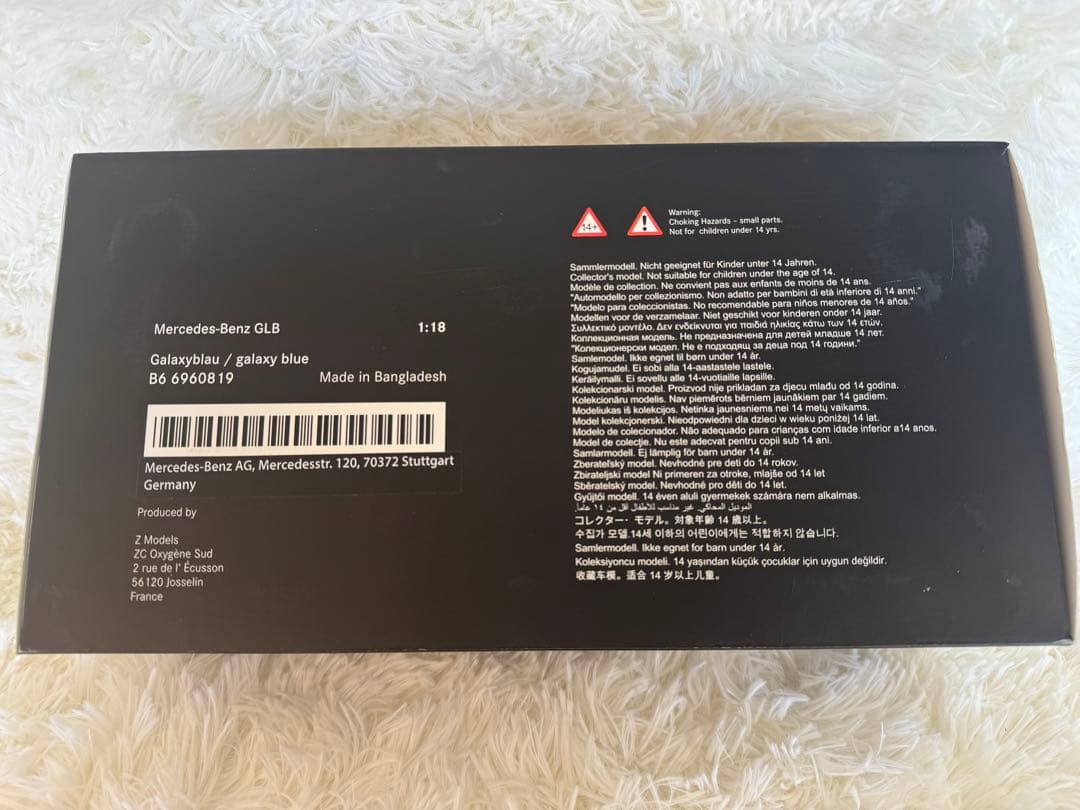 Mercedes-Benz GLB 1:18
Galaxyblau / galaxy blue
B6 6960819 Made in Bangladesh
Mercedes-Benz AG, Mercedesstr. 120, 70372 Stuttgart
Germany
Produced by
Z Models
ZC Oxygène Sud
2 rue de l' Écusson
56120 Josselin
France
14+
Warning:
Choking Hazards – small parts.
Not for children under 14 yrs.
Sammlermodell. Nicht geeignet für Kinder unter 14 Jahren.
Collector's model. Not suitable for children under the age of 14.
Modèle de collection. Ne convient pas aux enfants de moins de 14 ans.
"Automodello per collezionismo. Non adatto per bambini di età inferiore di 14 anni."
"Modelo para coleccionistas. No recomendable para niños menores de 14 años."
Modellen voor de verzamelaar. Niet geschikt voor kinderen onder 14 jaar.
Συλλεκτικό μοντέλο. Δεν ενδείκνυται για παιδιά ηλικίας κάτω των 14 ετών.
Коллекционная модель. Не предназначена для детей младше 14 лет.
"Колекционерски модел. Не е подходящ за деца под 14 години."
Samlemodel. Ikke egnet til børn under 14 år.
Kogujamudel. Ei sobi alla 14-aastastele lastele.
Keräilymalli. Ei sovellu alle 14-vuotiaille lapsille.
Kolekcionarski model. Proizvod nije prikladan za djecu mlađu od 14 godina.
Kolekcionāru modelis. Nav piemērots bērniem jaunākiem par 14 gadiem.
Modeliukas iš kolekcijos. Netinka jaunesniems nei 14 metų vaikams.
Model kolekcjonerski. Nieodpowiedni dla dzieci w wieku poniżej 14 lat.
Modelo de colecionador. Não adequado para crianças com idade inferior a14 anos.
Model de colecție. Nu este adecvat pentru copii sub 14 ani.
Samlarmodell. Ej lämplig för barn under 14 år.
Zberateľský model. Nevhodné pre deti do 14 rokov.
Zbirateljski model Ni primeren za otroke, mlajše od 14 let
Sběratelský model. Nevhodné pro děti do 14 let.
Gyűjtői modell. 14 éven aluli gyermekek számára nem alkalmas.
الموديل المحاكي. غير مناسب للأطفال أقل من ١٤ عاماً.
コレクター・モデル。対象年齢 14 歳以上。
수집가 모델.14세 이하의 어린이에게는 적합하지 않습니다.
Samlermodell. Ikke egnet for barn under 14 år.
Koleksiyoncu modeli. 14 yaşından küçük çocuklar için uygun değildir.
收藏车模。适合 14 岁以上儿童。